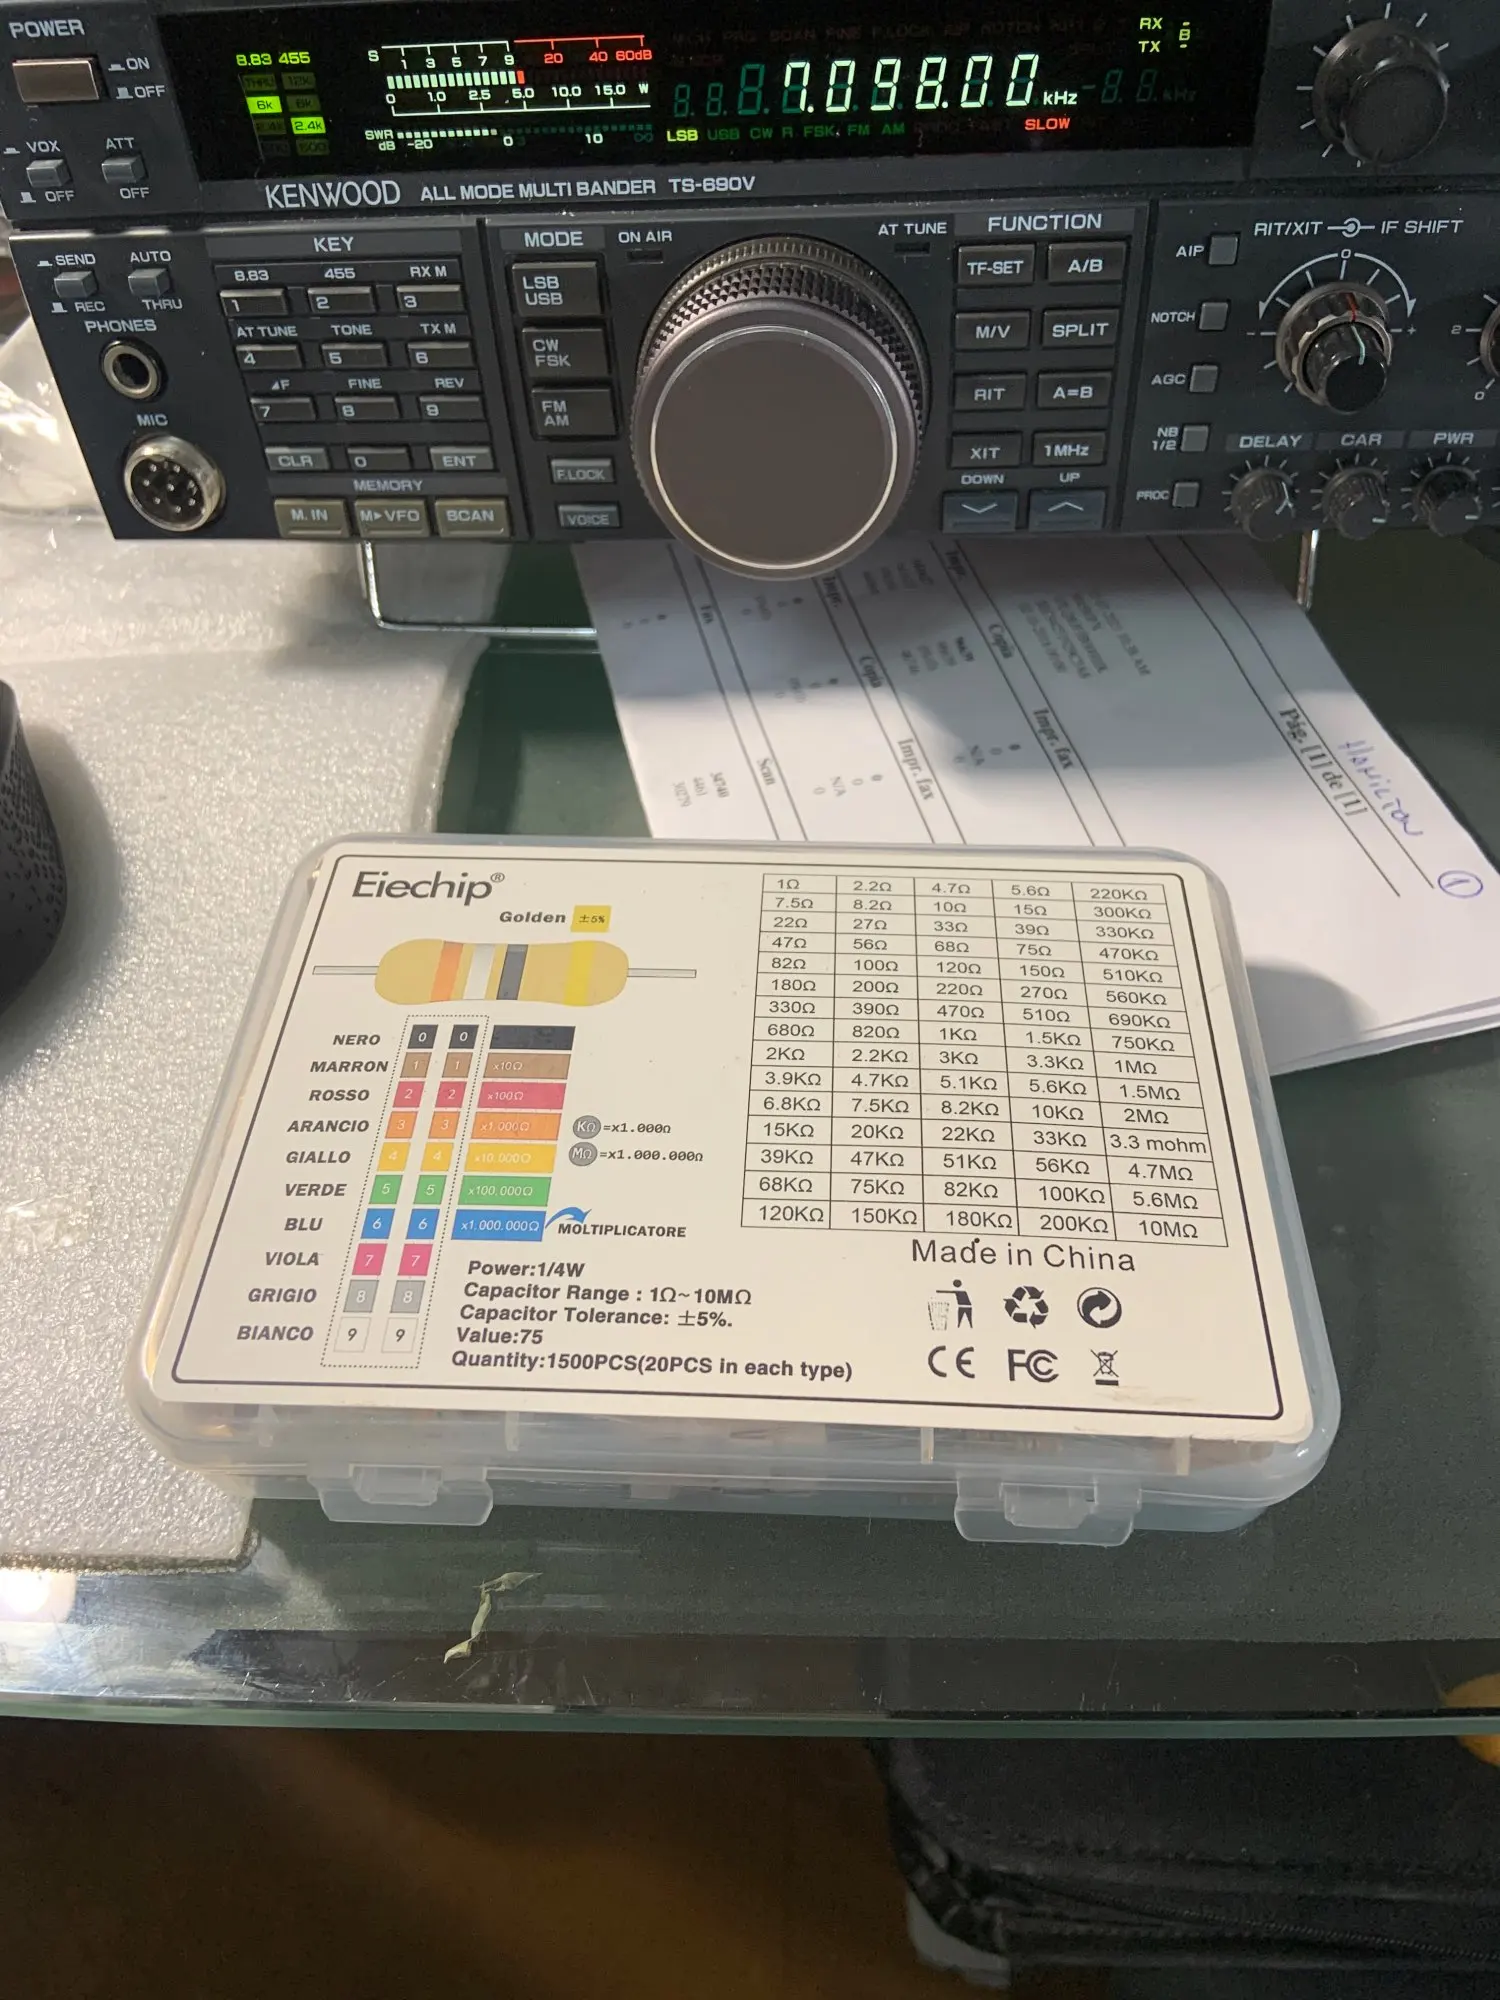 POWER
ON
OFF
8.83 455
6k
2.4k
S 1 3 5 7 9 20 40 60dB
0 1.0 2.5 5.0 10.0 15.0 W
SWR
dB -20 0 10 ∞
7.098.00 kHz
RX
TX
B
LSB USB CW R FSK FM AM
SLOW
VOX
OFF
ATT
OFF
KENWOOD ALL MODE MULTI BANDER TS-690V
SEND
REC
AUTO
THRU
PHONES
MIC
KEY
8.83 455 RX M
1 2 3
AT TUNE TONE TX M
4 5 6
⊿F FINE REV
7 8 9
CLR 0 ENT
MEMORY
M. IN M▶VFO SCAN
MODE
LSB
USB
CW
FSK
FM
AM
F.LOCK
VOICE
ON AIR
AT TUNE
FUNCTION
TF-SET A/B
M/V SPLIT
RIT A=B
XIT 1MHz
DOWN UP
AIP
NOTCH
AGC
NB
1/2
PROC
RIT/XIT IF SHIFT
0
- +
DELAY CAR PWR
Impr.
Copia
Impr. fax
Pág. [1] de [1]
HAMILTON
1
Impr.
Copia
Impr. fax
Fax
Scan
N/A
0
N/A
0
34740
4461
30279
Eiechip®
Golden ±5%
NERO 0 0
MARRON 1 1 x10Ω
ROSSO 2 2 x100Ω
ARANCIO 3 3 x1.000Ω
GIALLO 4 4 x10.000Ω
VERDE 5 5 x100.000Ω
BLU 6 6 x1.000.000Ω
VIOLA 7 7
GRIGIO 8 8
BIANCO 9 9
KΩ =x1.000Ω
MΩ =x1.000.000Ω
MOLTIPLICATORE
Power:1/4W
Capacitor Range : 1Ω~10MΩ
Capacitor Tolerance: ±5%.
Value:75
Quantity:1500PCS(20PCS in each type)
1Ω 2.2Ω 4.7Ω 5.6Ω 220KΩ
7.5Ω 8.2Ω 10Ω 15Ω 300KΩ
22Ω 27Ω 33Ω 39Ω 330KΩ
47Ω 56Ω 68Ω 75Ω 470KΩ
82Ω 100Ω 120Ω 150Ω 510KΩ
180Ω 200Ω 220Ω 270Ω 560KΩ
330Ω 390Ω 470Ω 510Ω 690KΩ
680Ω 820Ω 1KΩ 1.5KΩ 750KΩ
2KΩ 2.2KΩ 3KΩ 3.3KΩ 1MΩ
3.9KΩ 4.7KΩ 5.1KΩ 5.6KΩ 1.5MΩ
6.8KΩ 7.5KΩ 8.2KΩ 10KΩ 2MΩ
15KΩ 20KΩ 22KΩ 33KΩ 3.3 mohm
39KΩ 47KΩ 51KΩ 56KΩ 4.7MΩ
68KΩ 75KΩ 82KΩ 100KΩ 5.6MΩ
120KΩ 150KΩ 180KΩ 200KΩ 10MΩ
Made in China
CE FC